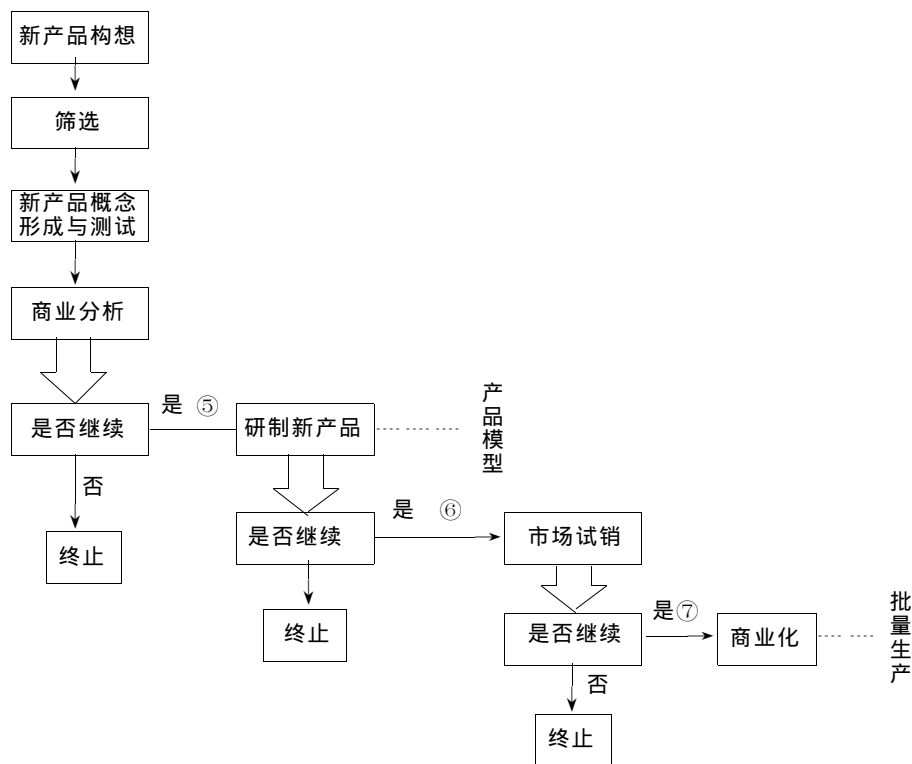 新产品构想
筛选
新产品概念
形成与测试
商业分析
是否继续
是 ⑤
研制新产品
产品模型
否
终止
是否继续
是 ⑥
市场试销
终止
是否继续
是⑦
商业化
批量生产
否
终止